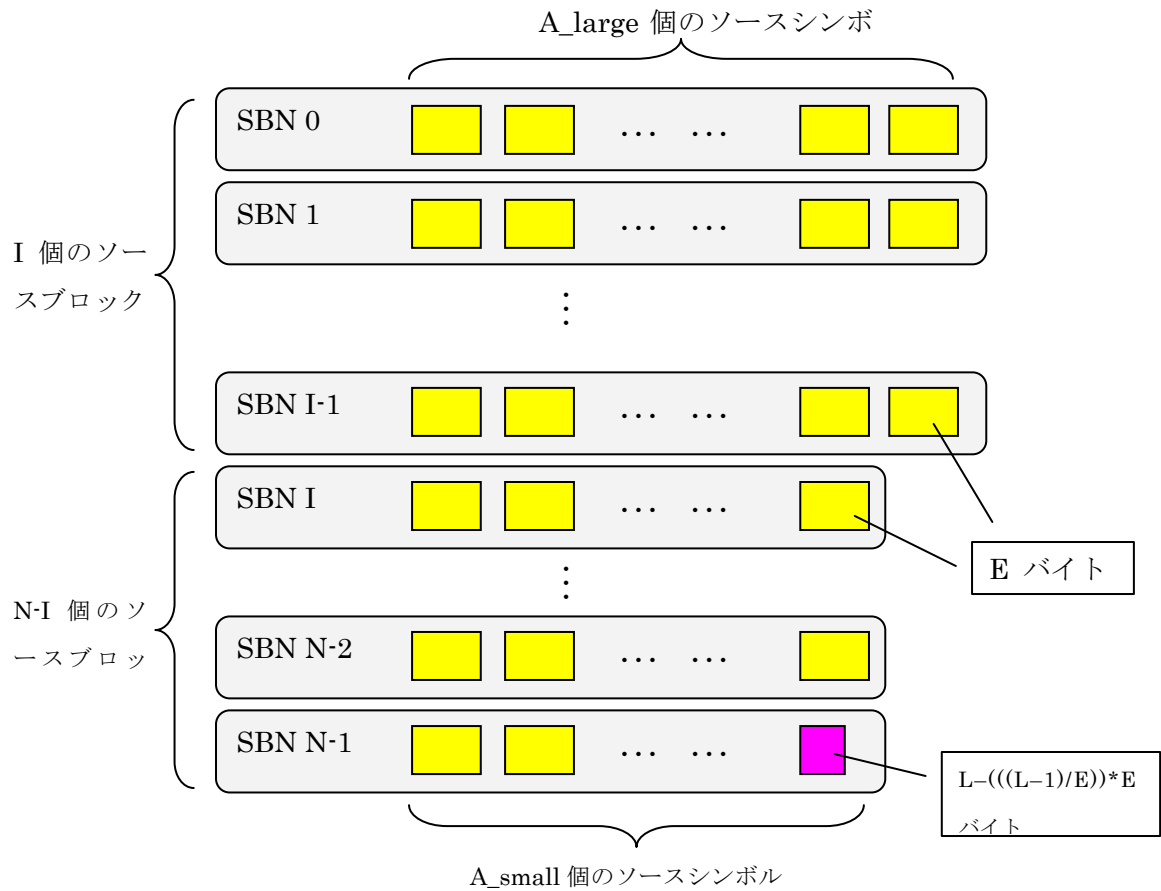 A_large 個のソースシンボ
SBN 0
SBN 1
I 個のソー
スブロック
SBN I-1
SBN I
E バイト
N-I 個のソ
ースブロッ
SBN N-2
SBN N-1
L–(((L–1)/E))*E
バイト
A_small 個のソースシンボル